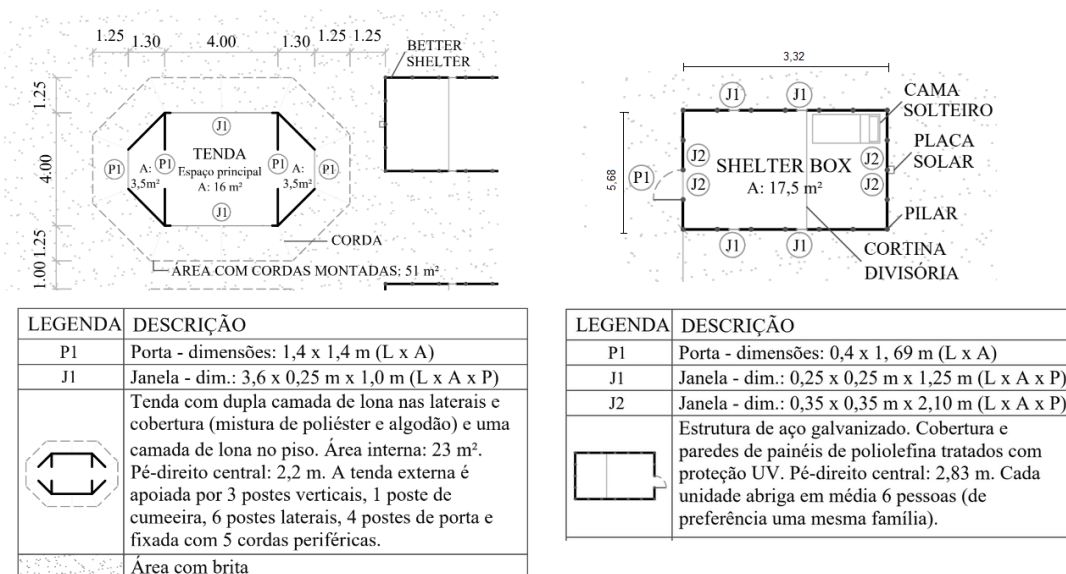 1.25 1.30 4.00 1.30 1.25 1.25
BETTER
SHELTER
1.25
4.00
1.25
1.00
J1
P1
A:
3,5m²
P1
TENDA
Espaço principal
A: 16 m²
P1
A:
3,5m²
P1
J1
CORDA
ÁREA COM CORDAS MONTADAS: 51 m²
LEGENDA DESCRIÇÃO
P1 Porta - dimensões: 1,4 x 1,4 m (L x A)
J1 Janela - dim.: 3,6 x 0,25 m x 1,0 m (L x A x P)
Tenda com dupla camada de lona nas laterais e
cobertura (mistura de poliéster e algodão) e uma
camada de lona no piso. Área interna: 23 m².
Pé-direito central: 2,2 m. A tenda externa é
apoiada por 3 postes verticais, 1 poste de
cumeeira, 6 postes laterais, 4 postes de porta e
fixada com 5 cordas periféricas.
Área com brita
3,32
5,68
J1 J1
CAMA
SOLTEIRO
PLACA
SOLAR
P1
J2
J2
SHELTER BOX
A: 17,5 m²
J2
J2
PILAR
J1 J1
CORTINA
DIVISÓRIA
LEGENDA DESCRIÇÃO
P1 Porta - dimensões: 0,4 x 1, 69 m (L x A)
J1 Janela - dim.: 0,25 x 0,25 m x 1,25 m (L x A x P)
J2 Janela - dim.: 0,35 x 0,35 m x 2,10 m (L x A x P)
Estrutura de aço galvanizado. Cobertura e
paredes de painéis de poliolefina tratados com
proteção UV. Pé-direito central: 2,83 m. Cada
unidade abriga em média 6 pessoas (de
preferência uma mesma família).